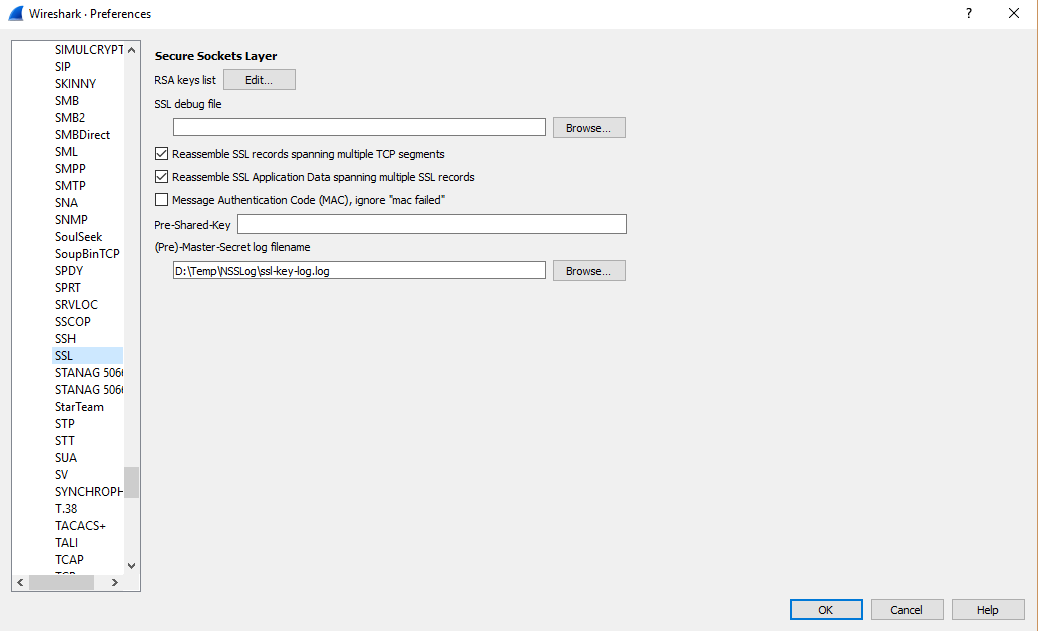 Wireshark · Preferences
?
SIMULCRYPT
SIP
SKINNY
SMB
SMB2
SMBDirect
SML
SMPP
SMTP
SNA
SNMP
SoulSeek
SoupBinTCP
SPDY
SPRT
SRVLOC
SSCOP
SSH
SSL
STANAG 506
STANAG 506
StarTeam
STP
STT
SUA
SV
SYNCHROPH
T.38
TACACS+
TALI
TCAP
Secure Sockets Layer
RSA keys list Edit...
SSL debug file
Browse...
Reassemble SSL records spanning multiple TCP segments
Reassemble SSL Application Data spanning multiple SSL records
Message Authentication Code (MAC), ignore "mac failed"
Pre-Shared-Key
(Pre)-Master-Secret log filename
D:\Temp\NSSLog\ssl-key-log.log Browse...
OK Cancel Help